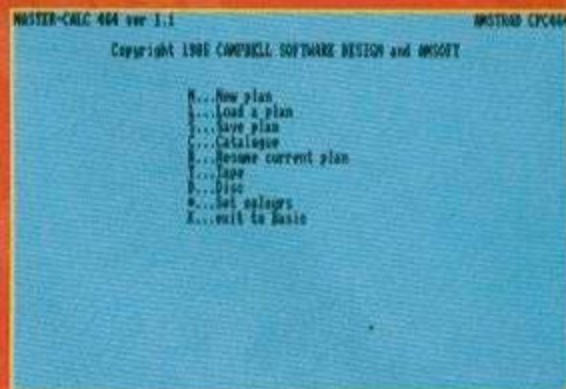 MASTER-CALC 464 ver 1.1 AMSTRAD CPC464
Copyright 1985 CAMPBELL SOFTWARE DESIGN and AMSOFT
N...New plan
L...Load a plan
S...Save plan
C...Catalogue
R...Resume current plan
T...Tape
D...Disc
*...Set colours
X...exit to Basic